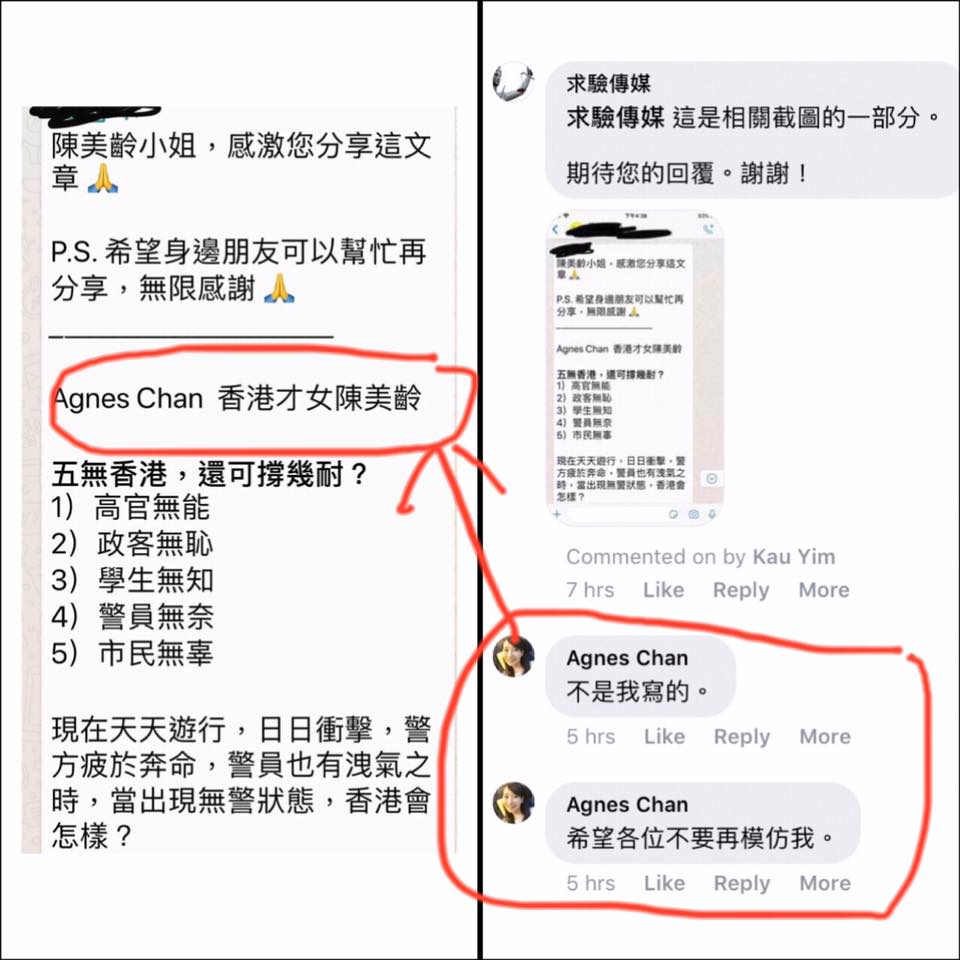 陳美齡小姐，感激您分享這文
章🙏
P.S. 希望身邊朋友可以幫忙再
分享，無限感謝🙏
Agnes Chan 香港才女陳美齡
五無香港，還可撐幾耐？
1）高官無能
2）政客無恥
3）學生無知
4）警員無奈
5）市民無辜
現在天天遊行，日日衝擊，警
方疲於奔命，警員也有洩氣之
時，當出現無警狀態，香港會
怎樣？
求驗傳媒
求驗傳媒 這是相關截圖的一部分。
期待您的回覆。謝謝！
下午4:38
陳美齡小姐，感激您分享這文
章🙏
P.S. 希望身邊朋友可以幫忙再
分享，無限感謝🙏
Agnes Chan 香港才女陳美齡
五無香港，還可撐幾耐？
1）高官無能
2）政客無恥
3）學生無知
4）警員無奈
5）市民無辜
現在天天遊行，日日衝擊，警
方疲於奔命，警員也有洩氣之
時，當出現無警狀態，香港會
怎樣？
Commented on by Kau Yim
7 hrs Like Reply More
Agnes Chan
不是我寫的。
5 hrs Like Reply More
Agnes Chan
希望各位不要再模仿我。
5 hrs Like Reply More